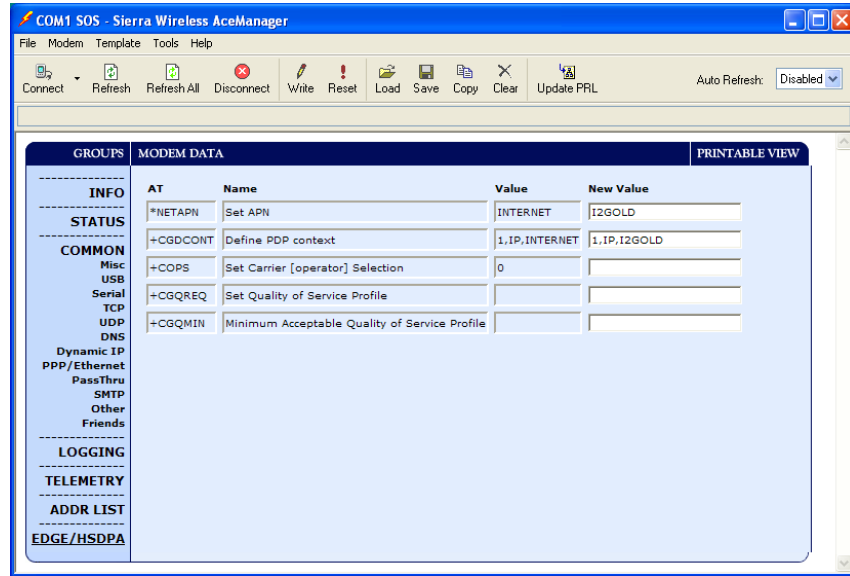 COM1 SOS - Sierra Wireless AceManager
File Modem Template Tools Help
Connect Refresh Refresh All Disconnect Write Reset Load Save Copy Clear Update PRL Auto Refresh: Disabled
GROUPS MODEM DATA PRINTABLE VIEW
INFO
STATUS
COMMON
Misc
USB
Serial
TCP
UDP
DNS
Dynamic IP
PPP/Ethernet
PassThru
SMTP
Other
Friends
LOGGING
TELEMETRY
ADDR LIST
EDGE/HSDPA
AT Name Value New Value
*NETAPN Set APN INTERNET I2GOLD
+CGDCONT Define PDP context 1,IP,INTERNET 1,IP,I2GOLD
+COPS Set Carrier [operator] Selection 0
+CGQREQ Set Quality of Service Profile
+CGQMIN Minimum Acceptable Quality of Service Profile